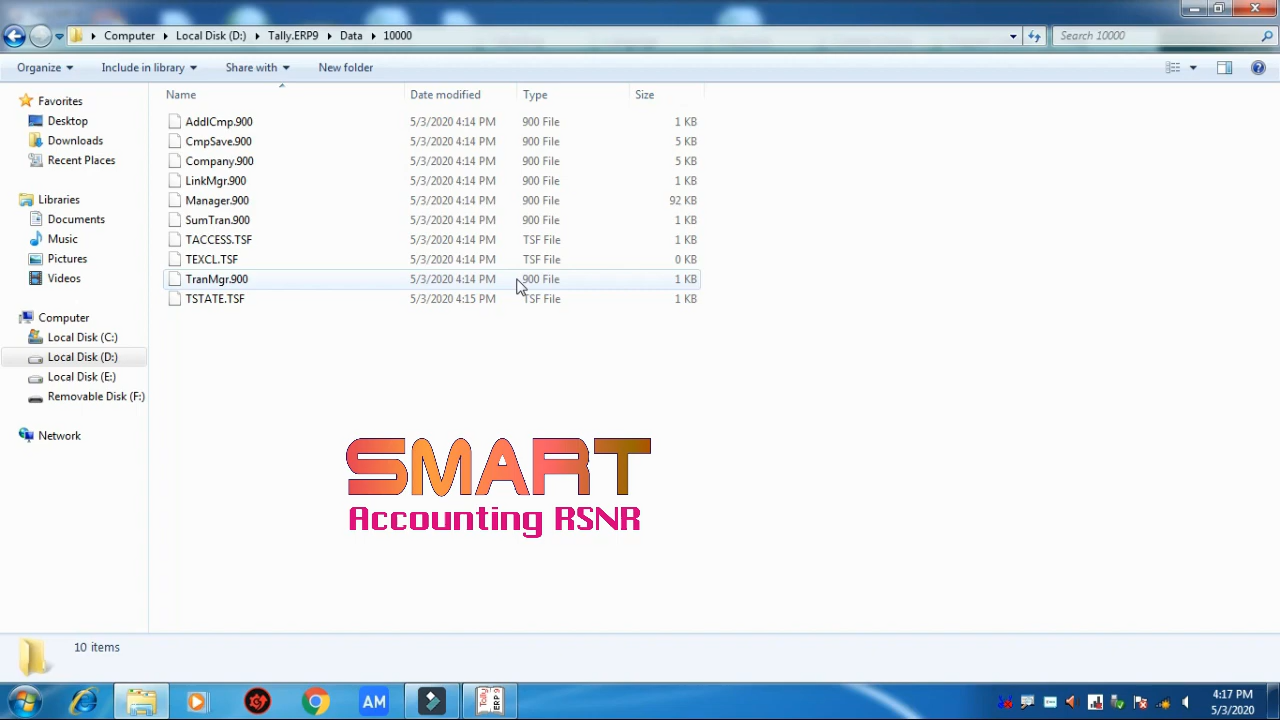 Computer Local Disk (D:) Tally.ERP9 Data 10000
Search 10000
Organize Include in library Share with New folder
Name Date modified Type Size
AddlCmp.900 5/3/2020 4:14 PM 900 File 1 KB
CmpSave.900 5/3/2020 4:14 PM 900 File 5 KB
Company.900 5/3/2020 4:14 PM 900 File 5 KB
LinkMgr.900 5/3/2020 4:14 PM 900 File 1 KB
Manager.900 5/3/2020 4:14 PM 900 File 92 KB
SumTran.900 5/3/2020 4:14 PM 900 File 1 KB
TACCESS.TSF 5/3/2020 4:14 PM TSF File 1 KB
TEXCL.TSF 5/3/2020 4:14 PM TSF File 0 KB
TranMgr.900 5/3/2020 4:14 PM 900 File 1 KB
TSTATE.TSF 5/3/2020 4:15 PM TSF File 1 KB
Favorites
Desktop
Downloads
Recent Places
Libraries
Documents
Music
Pictures
Videos
Computer
Local Disk (C:)
Local Disk (D:)
Local Disk (E:)
Removable Disk (F:)
Network
SMART
Accounting RSNR
10 items
AM
Tally
ERP 9
4:17 PM
5/3/2020